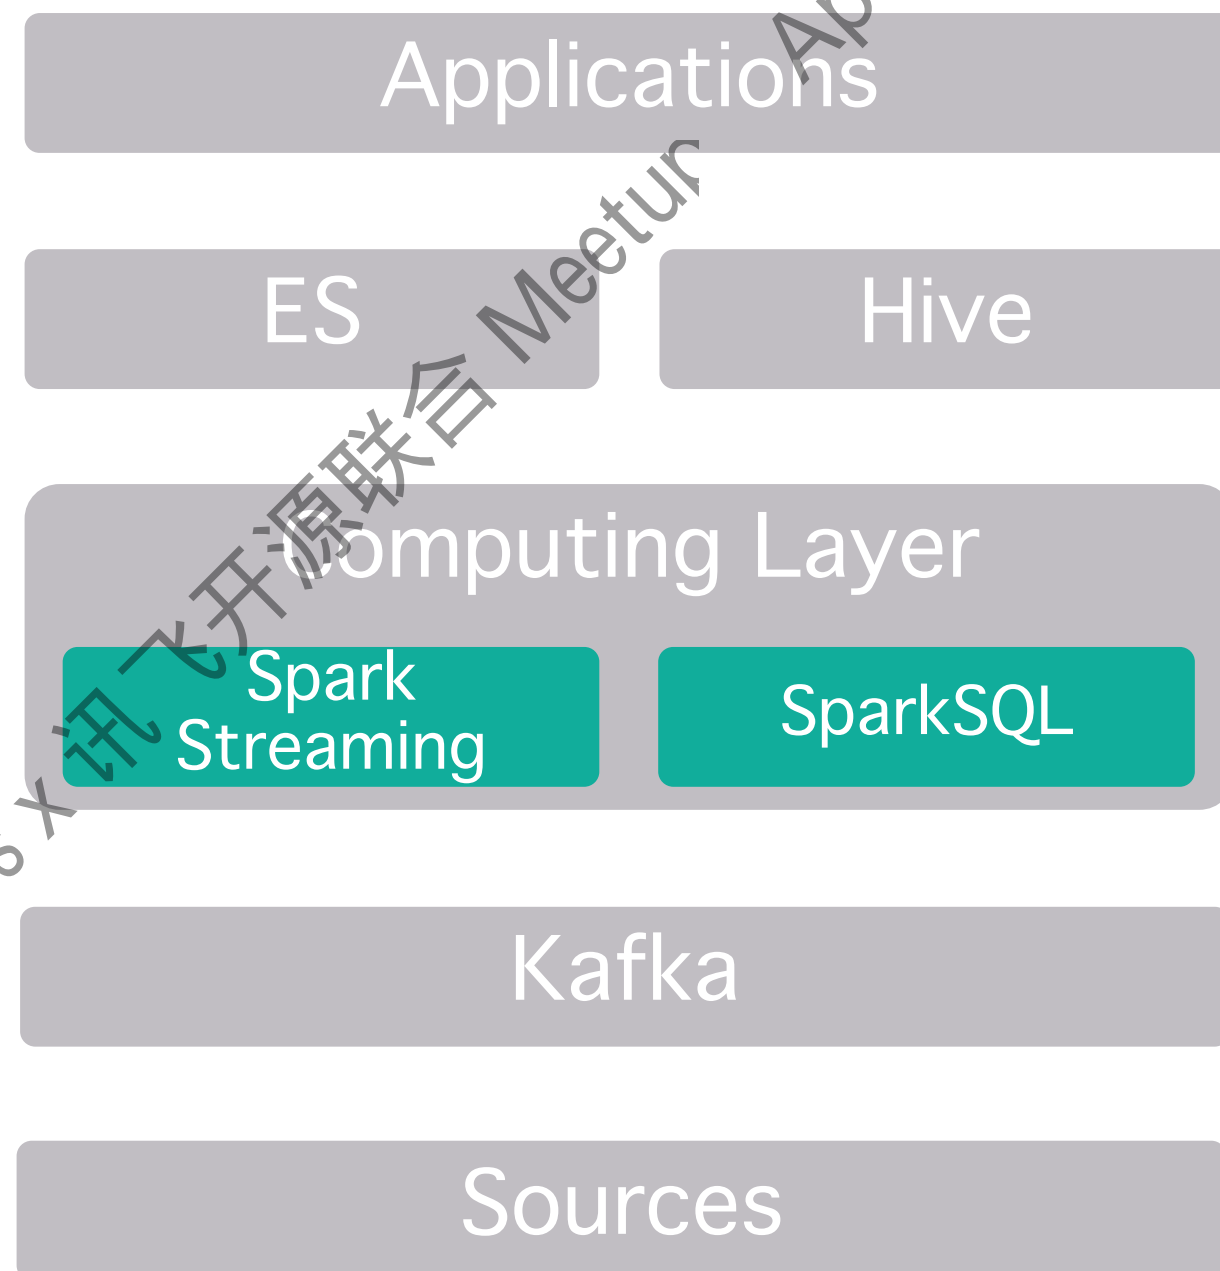 Applications
ES
Hive
Computing Layer
Spark
Streaming
SparkSQL
Kafka
Sources
x 讯飞开源联合 Meetup